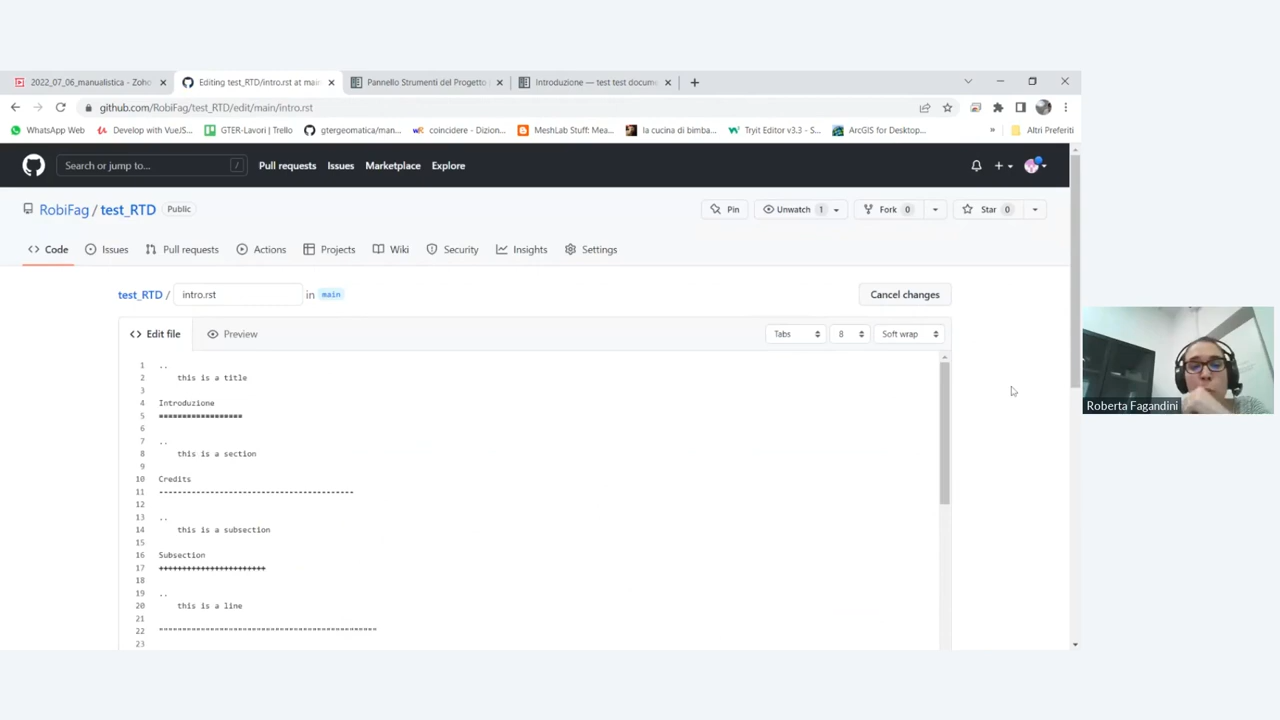 2022_07_06_manualistica - Zoho
Editing test_RTD/intro.rst at main
Pannello Strumenti del Progetto
Introduzione — test test docume
github.com/RobiFag/test_RTD/edit/main/intro.rst
WhatsApp Web
Develop with VueJS...
GTER-Lavori | Trello
gtergeomatica/man...
coincidere - Dizion...
MeshLab Stuff: Mea...
la cucina di bimba...
Tryit Editor v3.3 - S...
ArcGIS for Desktop...
»
Altri Preferiti
Search or jump to... /
Pull requests
Issues
Marketplace
Explore
RobiFag / test_RTD Public
Pin
Unwatch 1
Fork 0
Star 0
<> Code
Issues
Pull requests
Actions
Projects
Wiki
Security
Insights
Settings
test_RTD / intro.rst in main
Cancel changes
<> Edit file
Preview
Tabs
8
Soft wrap
1 ..
2 this is a title
3
4 Introduzione
5 ==================
6
7 ..
8 this is a section
9
10 Credits
11 ------------------------------------------
12
13 ..
14 this is a subsection
15
16 Subsection
17 +++++++++++++++++++++++
18
19 ..
20 this is a line
21
22 """""""""""""""""""""""""""""""""""""""""""""""
23
Roberta Fagandini